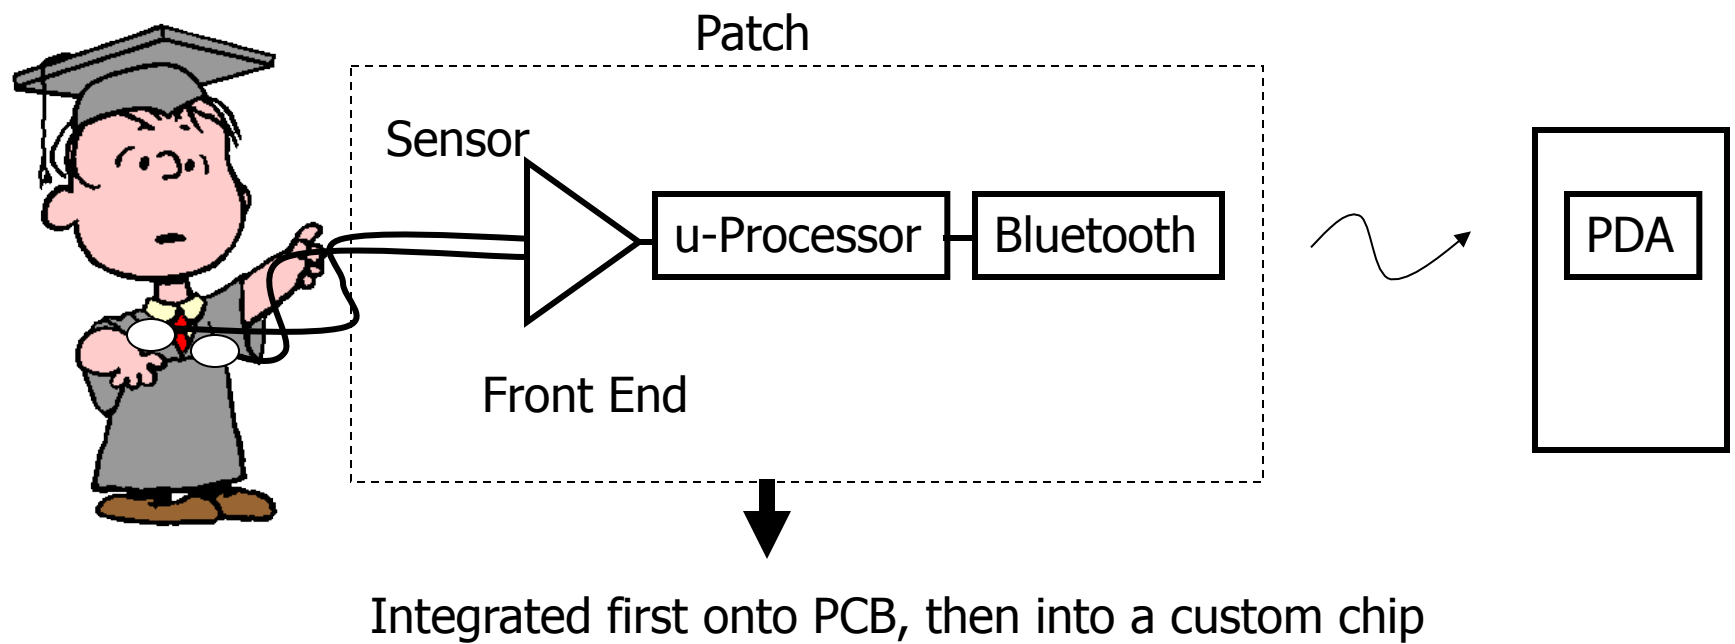 Patch
Sensor
u-Processor
Bluetooth
PDA
Front End
Integrated first onto PCB, then into a custom chip